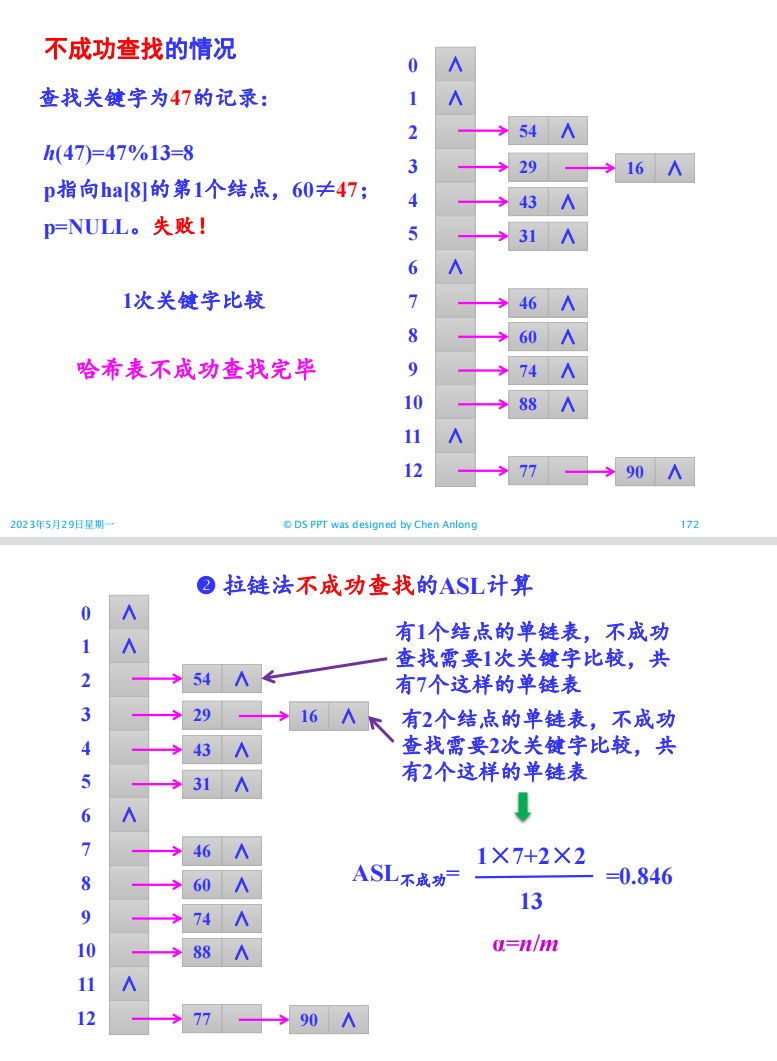 不成功查找的情况
查找关键字为47的记录：
h(47)=47%13=8
p指向ha[8]的第1个结点，60≠47；
p=NULL。失败！
1次关键字比较
哈希表不成功查找完毕
0 ∧
1 ∧
2 54 ∧
3 29 16 ∧
4 43 ∧
5 31 ∧
6 ∧
7 46 ∧
8 60 ∧
9 74 ∧
10 88 ∧
11 ∧
12 77 90 ∧
2023年5月29日星期一 © DS PPT was designed by Chen Anlong 172
❷ 拉链法不成功查找的ASL计算
0 ∧
1 ∧
2 54 ∧
3 29 16 ∧
4 43 ∧
5 31 ∧
6 ∧
7 46 ∧
8 60 ∧
9 74 ∧
10 88 ∧
11 ∧
12 77 90 ∧
有1个结点的单链表，不成功
查找需要1次关键字比较，共
有7个这样的单链表
有2个结点的单链表，不成功
查找需要2次关键字比较，共
有2个这样的单链表
1×7+2×2
ASL不成功= =0.846
13
α=n/m